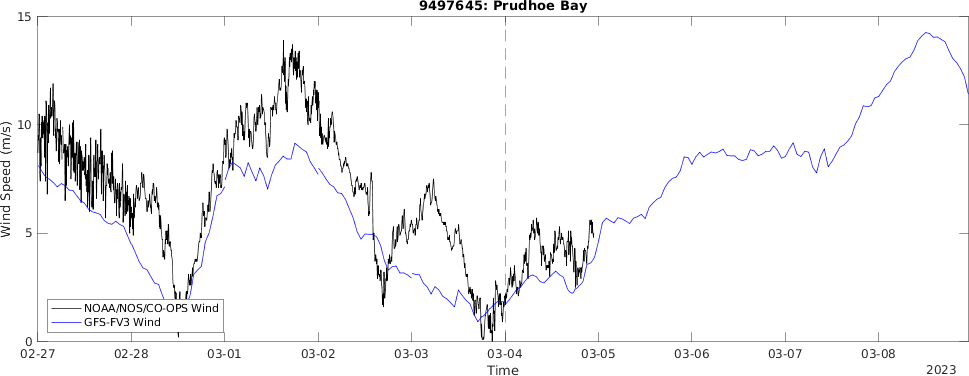 9497645: Prudhoe Bay
15
10
5
0
Wind Speed (m/s)
NOAA/NOS/CO-OPS Wind
GFS-FV3 Wind
02-27 02-28 03-01 03-02 03-03 03-04 03-05 03-06 03-07 03-08
Time
2023